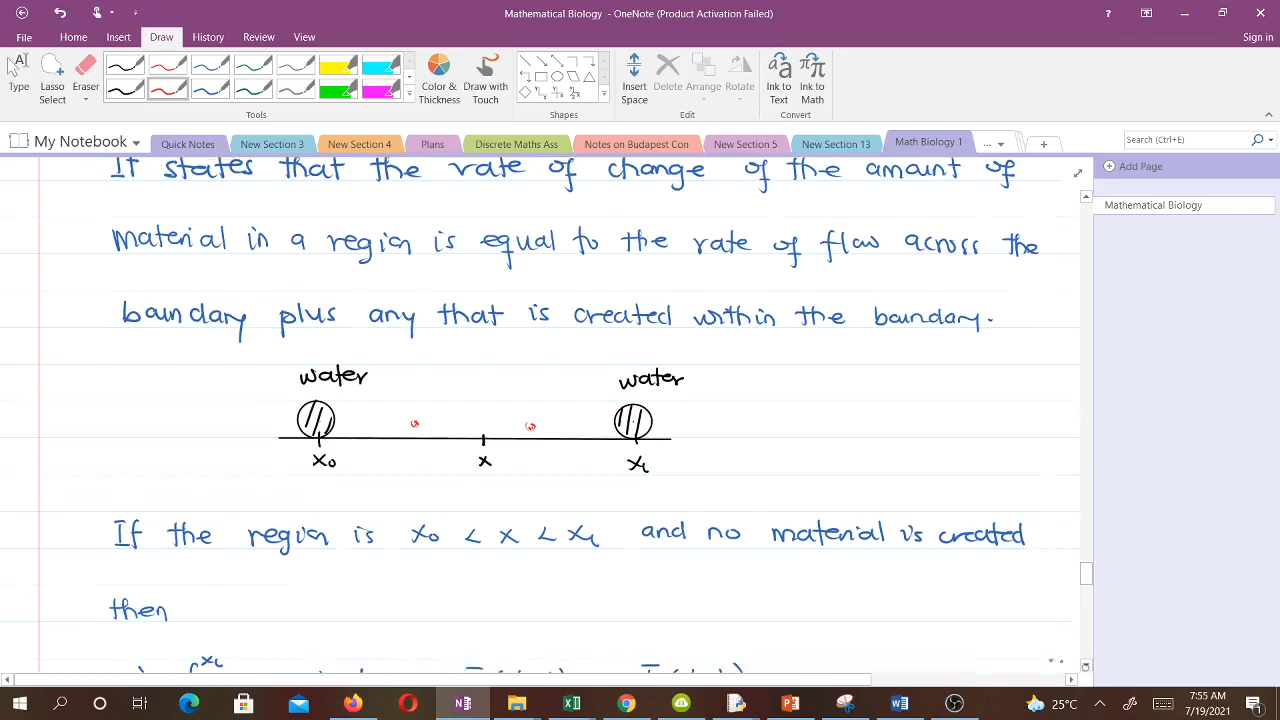 Mathematical Biology - OneNote (Product Activation Failed)
?
File Home Insert Draw History Review View Sign in
Type
Lasso Select
Eraser
Color & Thickness
Draw with Touch
Insert Space
Delete
Arrange
Rotate
Ink to Text
Ink to Math
Tools Shapes Edit Convert
My Notebook Quick Notes New Section 3 New Section 4 Plans Discrete Maths Ass Notes on Budapest Con New Section 5 New Section 13 Math Biology 1 ... + Search (Ctrl+E)
Add Page
Mathematical Biology
It states that the rate of change of the amount of
material in a region is equal to the rate of flow across the
boundary plus any that is created within the boundary.
water water
x₀ x x₁
If the region is x₀ < x < x₁ and no material is created
then
25°C 7:55 AM
7/19/2021